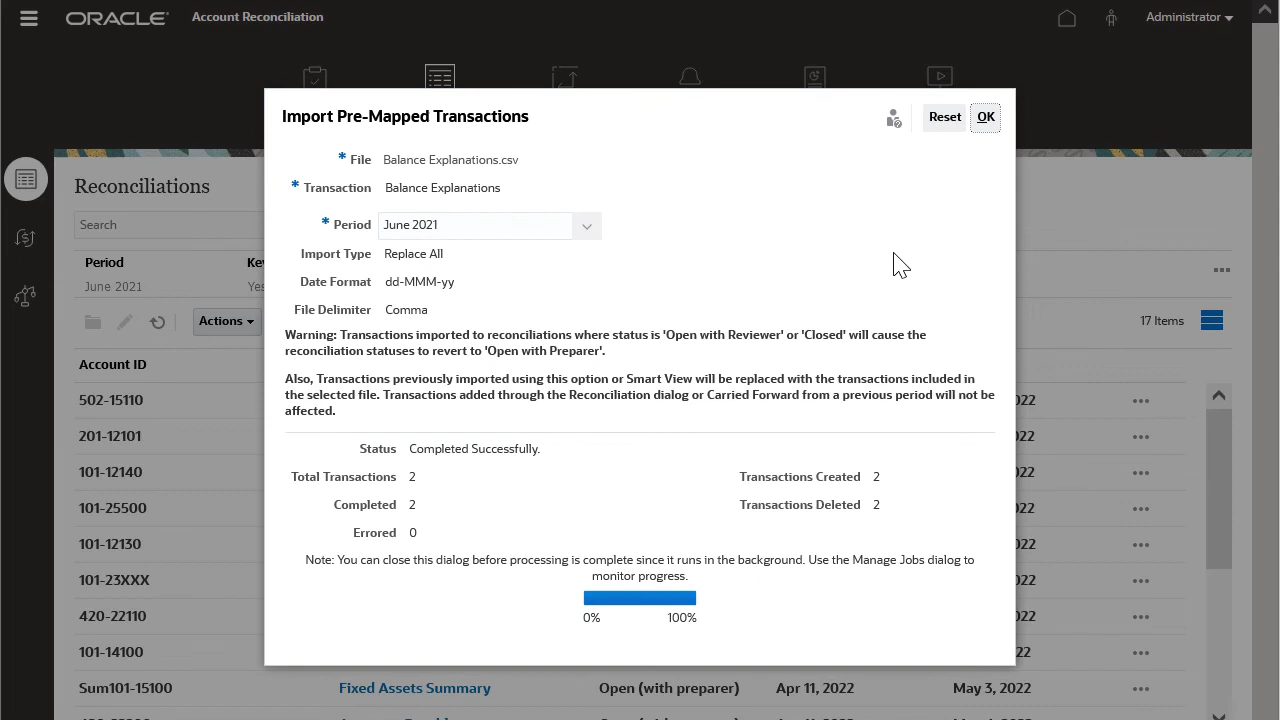 ORACLE Account Reconciliation
Administrator
Import Pre-Mapped Transactions
Reset
OK
* File Balance Explanations.csv
* Transaction Balance Explanations
* Period June 2021
Import Type Replace All
Date Format dd-MMM-yy
File Delimiter Comma
Warning: Transactions imported to reconciliations where status is 'Open with Reviewer' or 'Closed' will cause the
reconciliation statuses to revert to 'Open with Preparer'.
Also, Transactions previously imported using this option or Smart View will be replaced with the transactions included in
the selected file. Transactions added through the Reconciliation dialog or Carried Forward from a previous period will not be
affected.
Status Completed Successfully.
Total Transactions 2
Transactions Created 2
Completed 2
Transactions Deleted 2
Errored 0
Note: You can close this dialog before processing is complete since it runs in the background. Use the Manage Jobs dialog to
monitor progress.
0% 100%
Reconciliations
Search
Period
June 2021
Actions
17 Items
Account ID
502-15110
201-12101
101-12140
101-25500
101-12130
101-23XXX
420-22110
101-14100
Sum101-15100 Fixed Assets Summary Open (with preparer) Apr 11, 2022 May 3, 2022